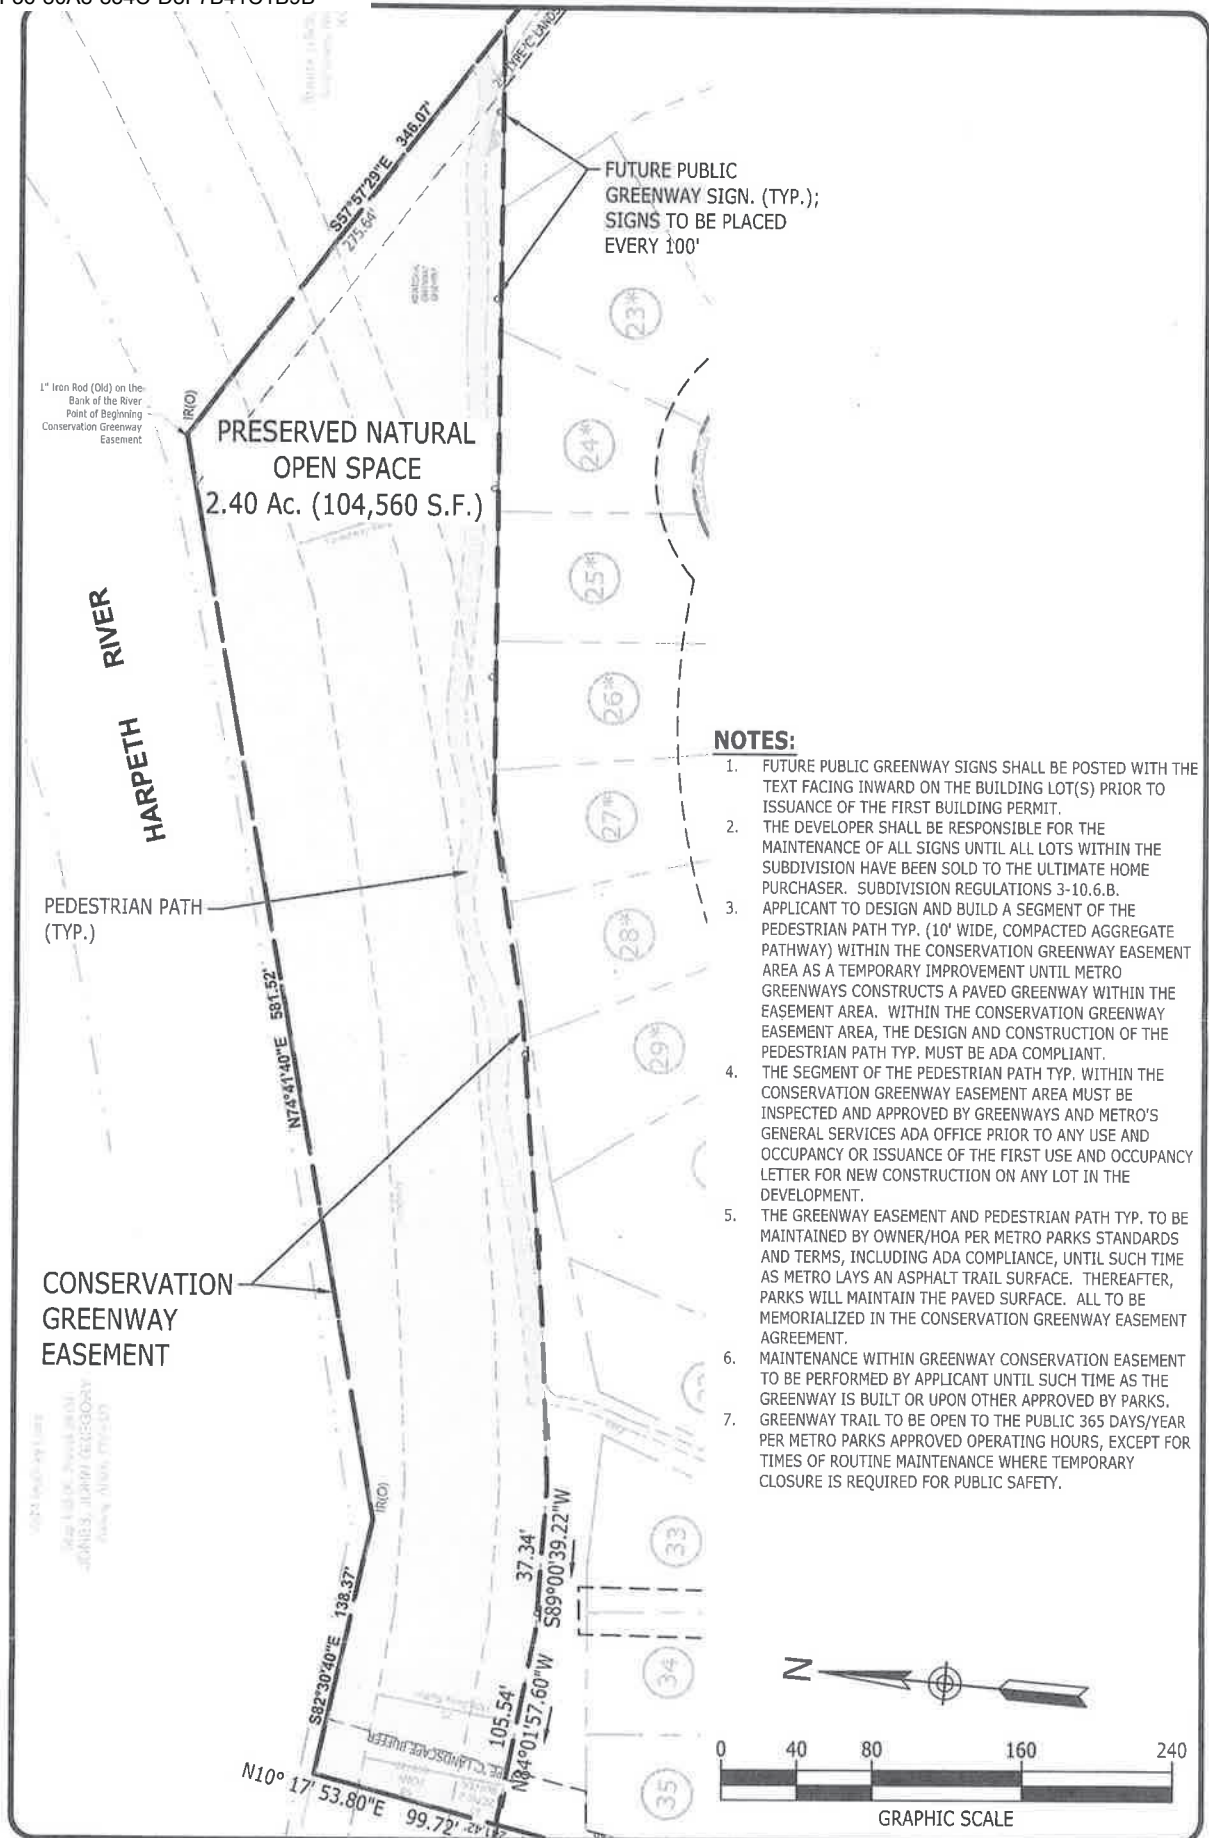 S57°57'29"E 346.07'
275.64'
FUTURE PUBLIC
GREENWAY SIGN. (TYP.);
SIGNS TO BE PLACED
EVERY 100'
1" Iron Rod (Old) on the
Bank of the River
Point of Beginning
Conservation Greenway
Easement
IR(O)
PRESERVED NATURAL
OPEN SPACE
2.40 Ac. (104,560 S.F.)
23*
24*
25*
26*
27*
28*
29*
HARPETH RIVER
PEDESTRIAN PATH
(TYP.)
N74°41'40"E 581.52'
CONSERVATION
GREENWAY
EASEMENT
NOTES:
1. FUTURE PUBLIC GREENWAY SIGNS SHALL BE POSTED WITH THE
TEXT FACING INWARD ON THE BUILDING LOT(S) PRIOR TO
ISSUANCE OF THE FIRST BUILDING PERMIT.
2. THE DEVELOPER SHALL BE RESPONSIBLE FOR THE
MAINTENANCE OF ALL SIGNS UNTIL ALL LOTS WITHIN THE
SUBDIVISION HAVE BEEN SOLD TO THE ULTIMATE HOME
PURCHASER. SUBDIVISION REGULATIONS 3-10.6.B.
3. APPLICANT TO DESIGN AND BUILD A SEGMENT OF THE
PEDESTRIAN PATH TYP. (10' WIDE, COMPACTED AGGREGATE
PATHWAY) WITHIN THE CONSERVATION GREENWAY EASEMENT
AREA AS A TEMPORARY IMPROVEMENT UNTIL METRO
GREENWAYS CONSTRUCTS A PAVED GREENWAY WITHIN THE
EASEMENT AREA. WITHIN THE CONSERVATION GREENWAY
EASEMENT AREA, THE DESIGN AND CONSTRUCTION OF THE
PEDESTRIAN PATH TYP. MUST BE ADA COMPLIANT.
4. THE SEGMENT OF THE PEDESTRIAN PATH TYP. WITHIN THE
CONSERVATION GREENWAY EASEMENT AREA MUST BE
INSPECTED AND APPROVED BY GREENWAYS AND METRO'S
GENERAL SERVICES ADA OFFICE PRIOR TO ANY USE AND
OCCUPANCY OR ISSUANCE OF THE FIRST USE AND OCCUPANCY
LETTER FOR NEW CONSTRUCTION ON ANY LOT IN THE
DEVELOPMENT.
5. THE GREENWAY EASEMENT AND PEDESTRIAN PATH TYP. TO BE
MAINTAINED BY OWNER/HOA PER METRO PARKS STANDARDS
AND TERMS, INCLUDING ADA COMPLIANCE, UNTIL SUCH TIME
AS METRO LAYS AN ASPHALT TRAIL SURFACE. THEREAFTER,
PARKS WILL MAINTAIN THE PAVED SURFACE. ALL TO BE
MEMORIALIZED IN THE CONSERVATION GREENWAY EASEMENT
AGREEMENT.
6. MAINTENANCE WITHIN GREENWAY CONSERVATION EASEMENT
TO BE PERFORMED BY APPLICANT UNTIL SUCH TIME AS THE
GREENWAY IS BUILT OR UPON OTHER APPROVED BY PARKS.
7. GREENWAY TRAIL TO BE OPEN TO THE PUBLIC 365 DAYS/YEAR
PER METRO PARKS APPROVED OPERATING HOURS, EXCEPT FOR
TIMES OF ROUTINE MAINTENANCE WHERE TEMPORARY
CLOSURE IS REQUIRED FOR PUBLIC SAFETY.
IR(O)
37.34'
S89°00'39.22"W
S82°30'40"E 138.37'
105.54'
N84°01'57.60"W
"C" LANDSCAPE BUFFER
N10° 17' 53.80"E 99.72'
33
34
35
N
0 40 80 160 240
GRAPHIC SCALE